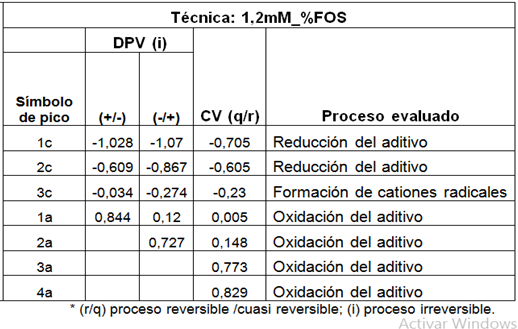 Técnica: 1,2mM_%FOS
DPV (i)
Símbolo de pico (+/-) (-/+) CV (q/r) Proceso evaluado
1c -1,028 -1,07 -0,705 Reducción del aditivo
2c -0,609 -0,867 -0,605 Reducción del aditivo
3c -0,034 -0,274 -0,23 Formación de cationes radicales
1a 0,844 0,12 0,005 Oxidación del aditivo
2a 0,727 0,148 Oxidación del aditivo
3a 0,773 Oxidación del aditivo
4a 0,829 Oxidación del aditivo
* (r/q) proceso reversible /cuasi reversible; (i) proceso irreversible.
Activar Windows